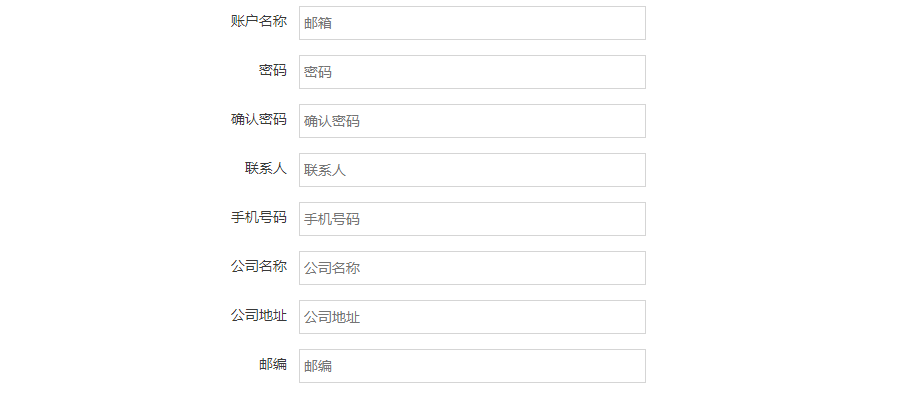 账户名称 邮箱
密码 密码
确认密码 确认密码
联系人 联系人
手机号码 手机号码
公司名称 公司名称
公司地址 公司地址
邮编 邮编